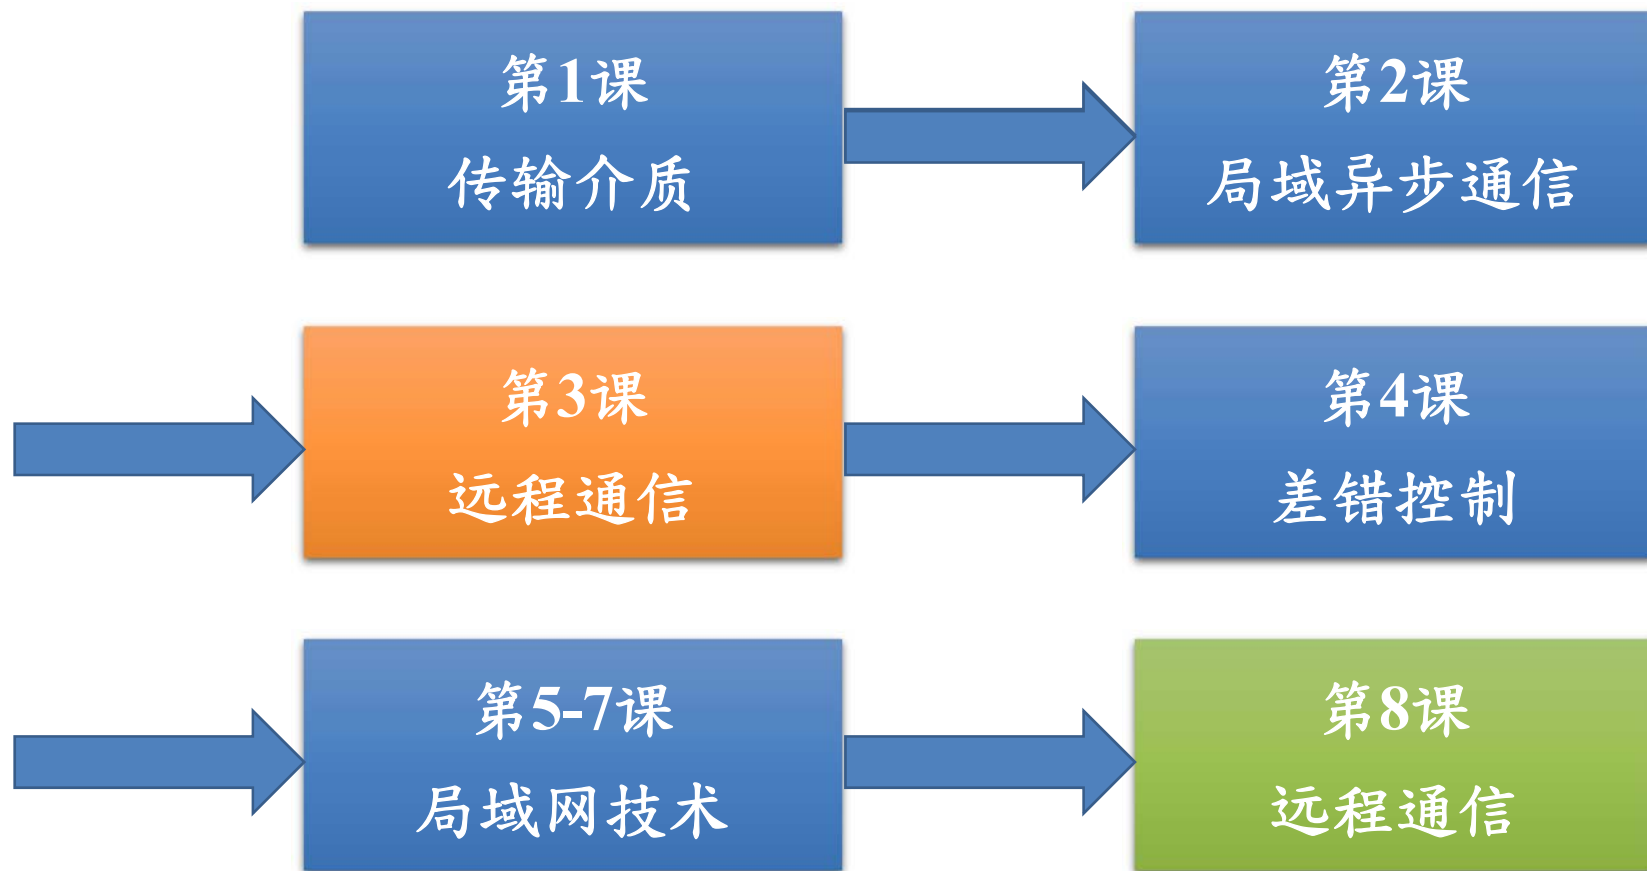 第1课
传输介质
第2课
局域异步通信
第3课
远程通信
第4课
差错控制
第5-7课
局域网技术
第8课
远程通信